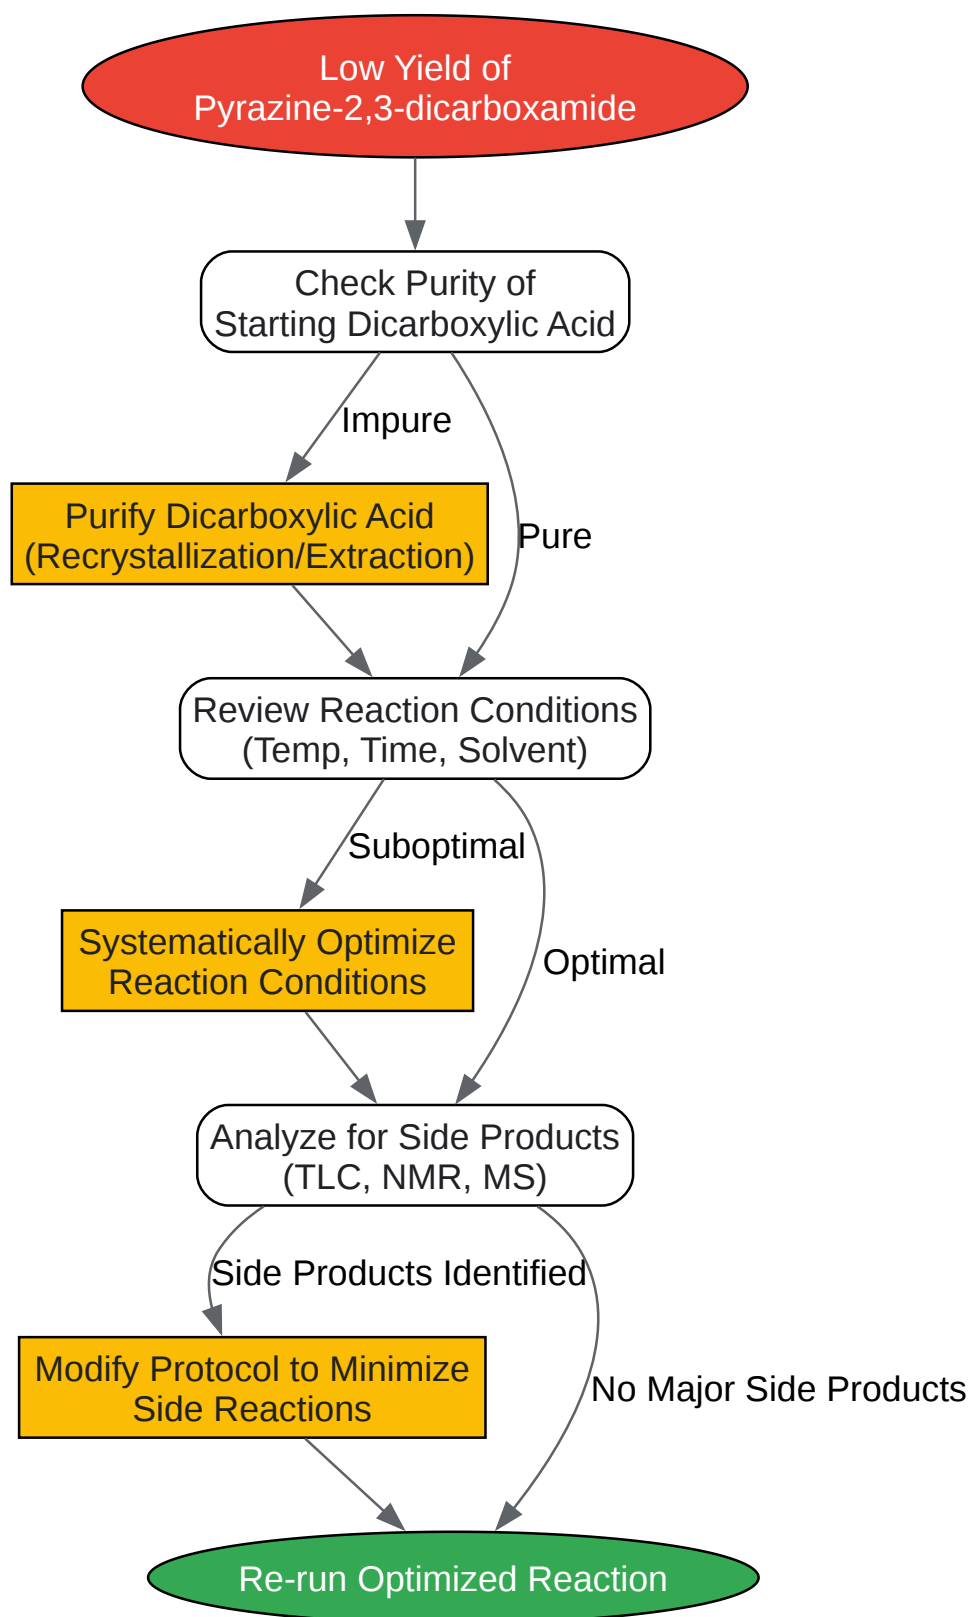 Low Yield of
Pyrazine-2,3-dicarboxamide
Check Purity of
Starting Dicarboxylic Acid
Impure
Purify Dicarboxylic Acid
(Recrystallization/Extraction)
Pure
Review Reaction Conditions
(Temp, Time, Solvent)
Suboptimal
Systematically Optimize
Reaction Conditions
Optimal
Analyze for Side Products
(TLC, NMR, MS)
Side Products Identified
Modify Protocol to Minimize
Side Reactions
No Major Side Products
Re-run Optimized Reaction